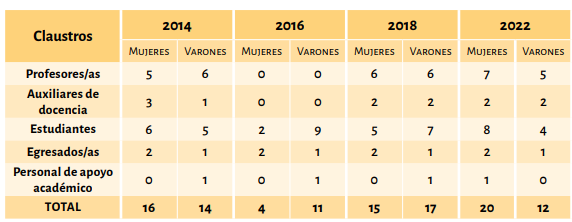 Claustros 2014 2016 2018 2022
Mujeres Varones Mujeres Varones Mujeres Varones Mujeres Varones
Profesores/as 5 6 0 0 6 6 7 5
Auxiliares de
docencia 3 1 0 0 2 2 2 2
Estudiantes 6 5 2 9 5 7 8 4
Egresados/as 2 1 2 1 2 1 2 1
Personal de apoyo
académico 0 1 0 1 0 1 1 0
TOTAL 16 14 4 11 15 17 20 12